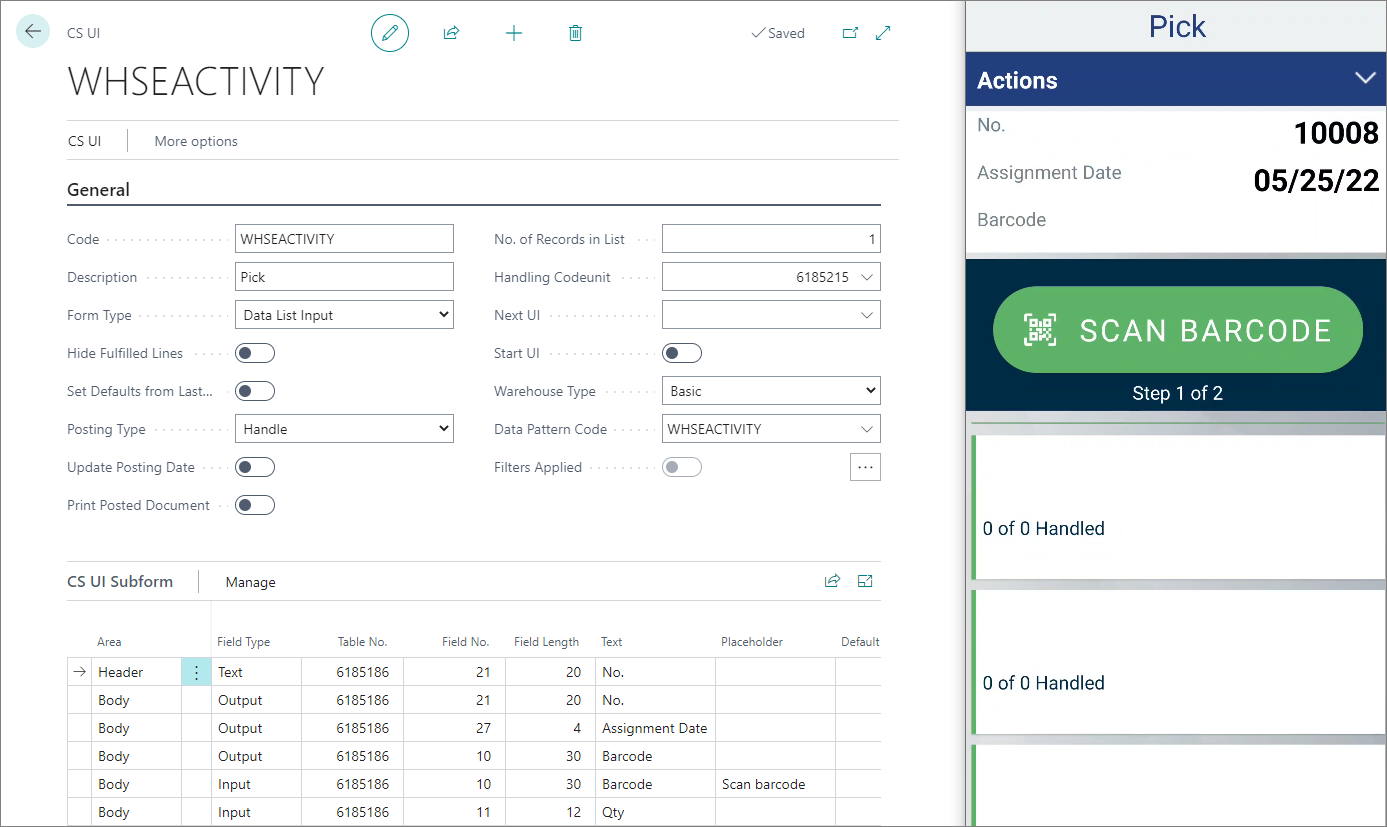 CS UI
Saved
WHSEACTIVITY
CS UI More options
General
Code WHSEACTIVITY
Description Pick
Form Type Data List Input
Hide Fulfilled Lines
Set Defaults from Last...
Posting Type Handle
Update Posting Date
Print Posted Document
No. of Records in List 1
Handling Codeunit 6185215
Next UI
Start UI
Warehouse Type Basic
Data Pattern Code WHSEACTIVITY
Filters Applied ...
CS UI Subform Manage
Area Field Type Table No. Field No. Field Length Text Placeholder Default
Header Text 6185186 21 20 No.
Body Output 6185186 21 20 No.
Body Output 6185186 27 4 Assignment Date
Body Output 6185186 10 30 Barcode
Body Input 6185186 10 30 Barcode Scan barcode
Body Input 6185186 11 12 Qty
Pick
Actions
No. 10008
Assignment Date 05/25/22
Barcode
SCAN BARCODE
Step 1 of 2
0 of 0 Handled
0 of 0 Handled